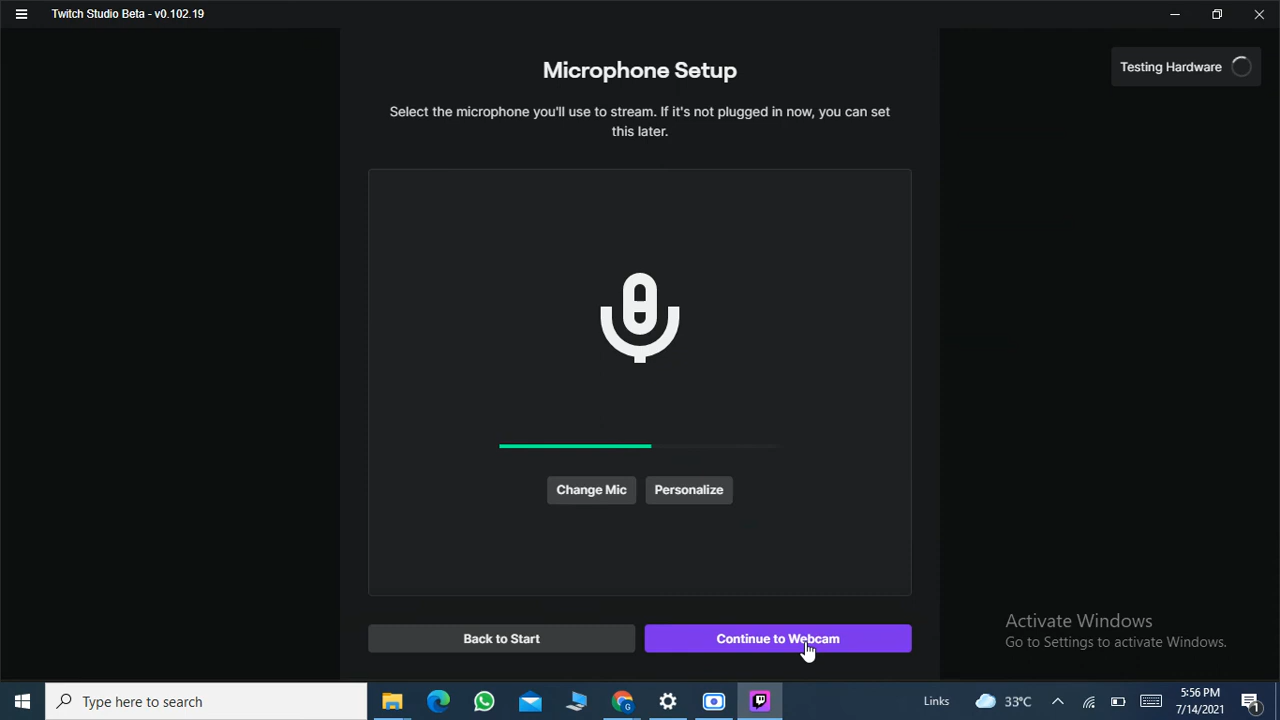 Twitch Studio Beta - v0.102.19
Microphone Setup
Testing Hardware
Select the microphone you'll use to stream. If it's not plugged in now, you can set
this later.
Change Mic
Personalize
Back to Start
Continue to Webcam
Activate Windows
Go to Settings to activate Windows.
Type here to search
Links
33°C
5:56 PM
7/14/2021
1